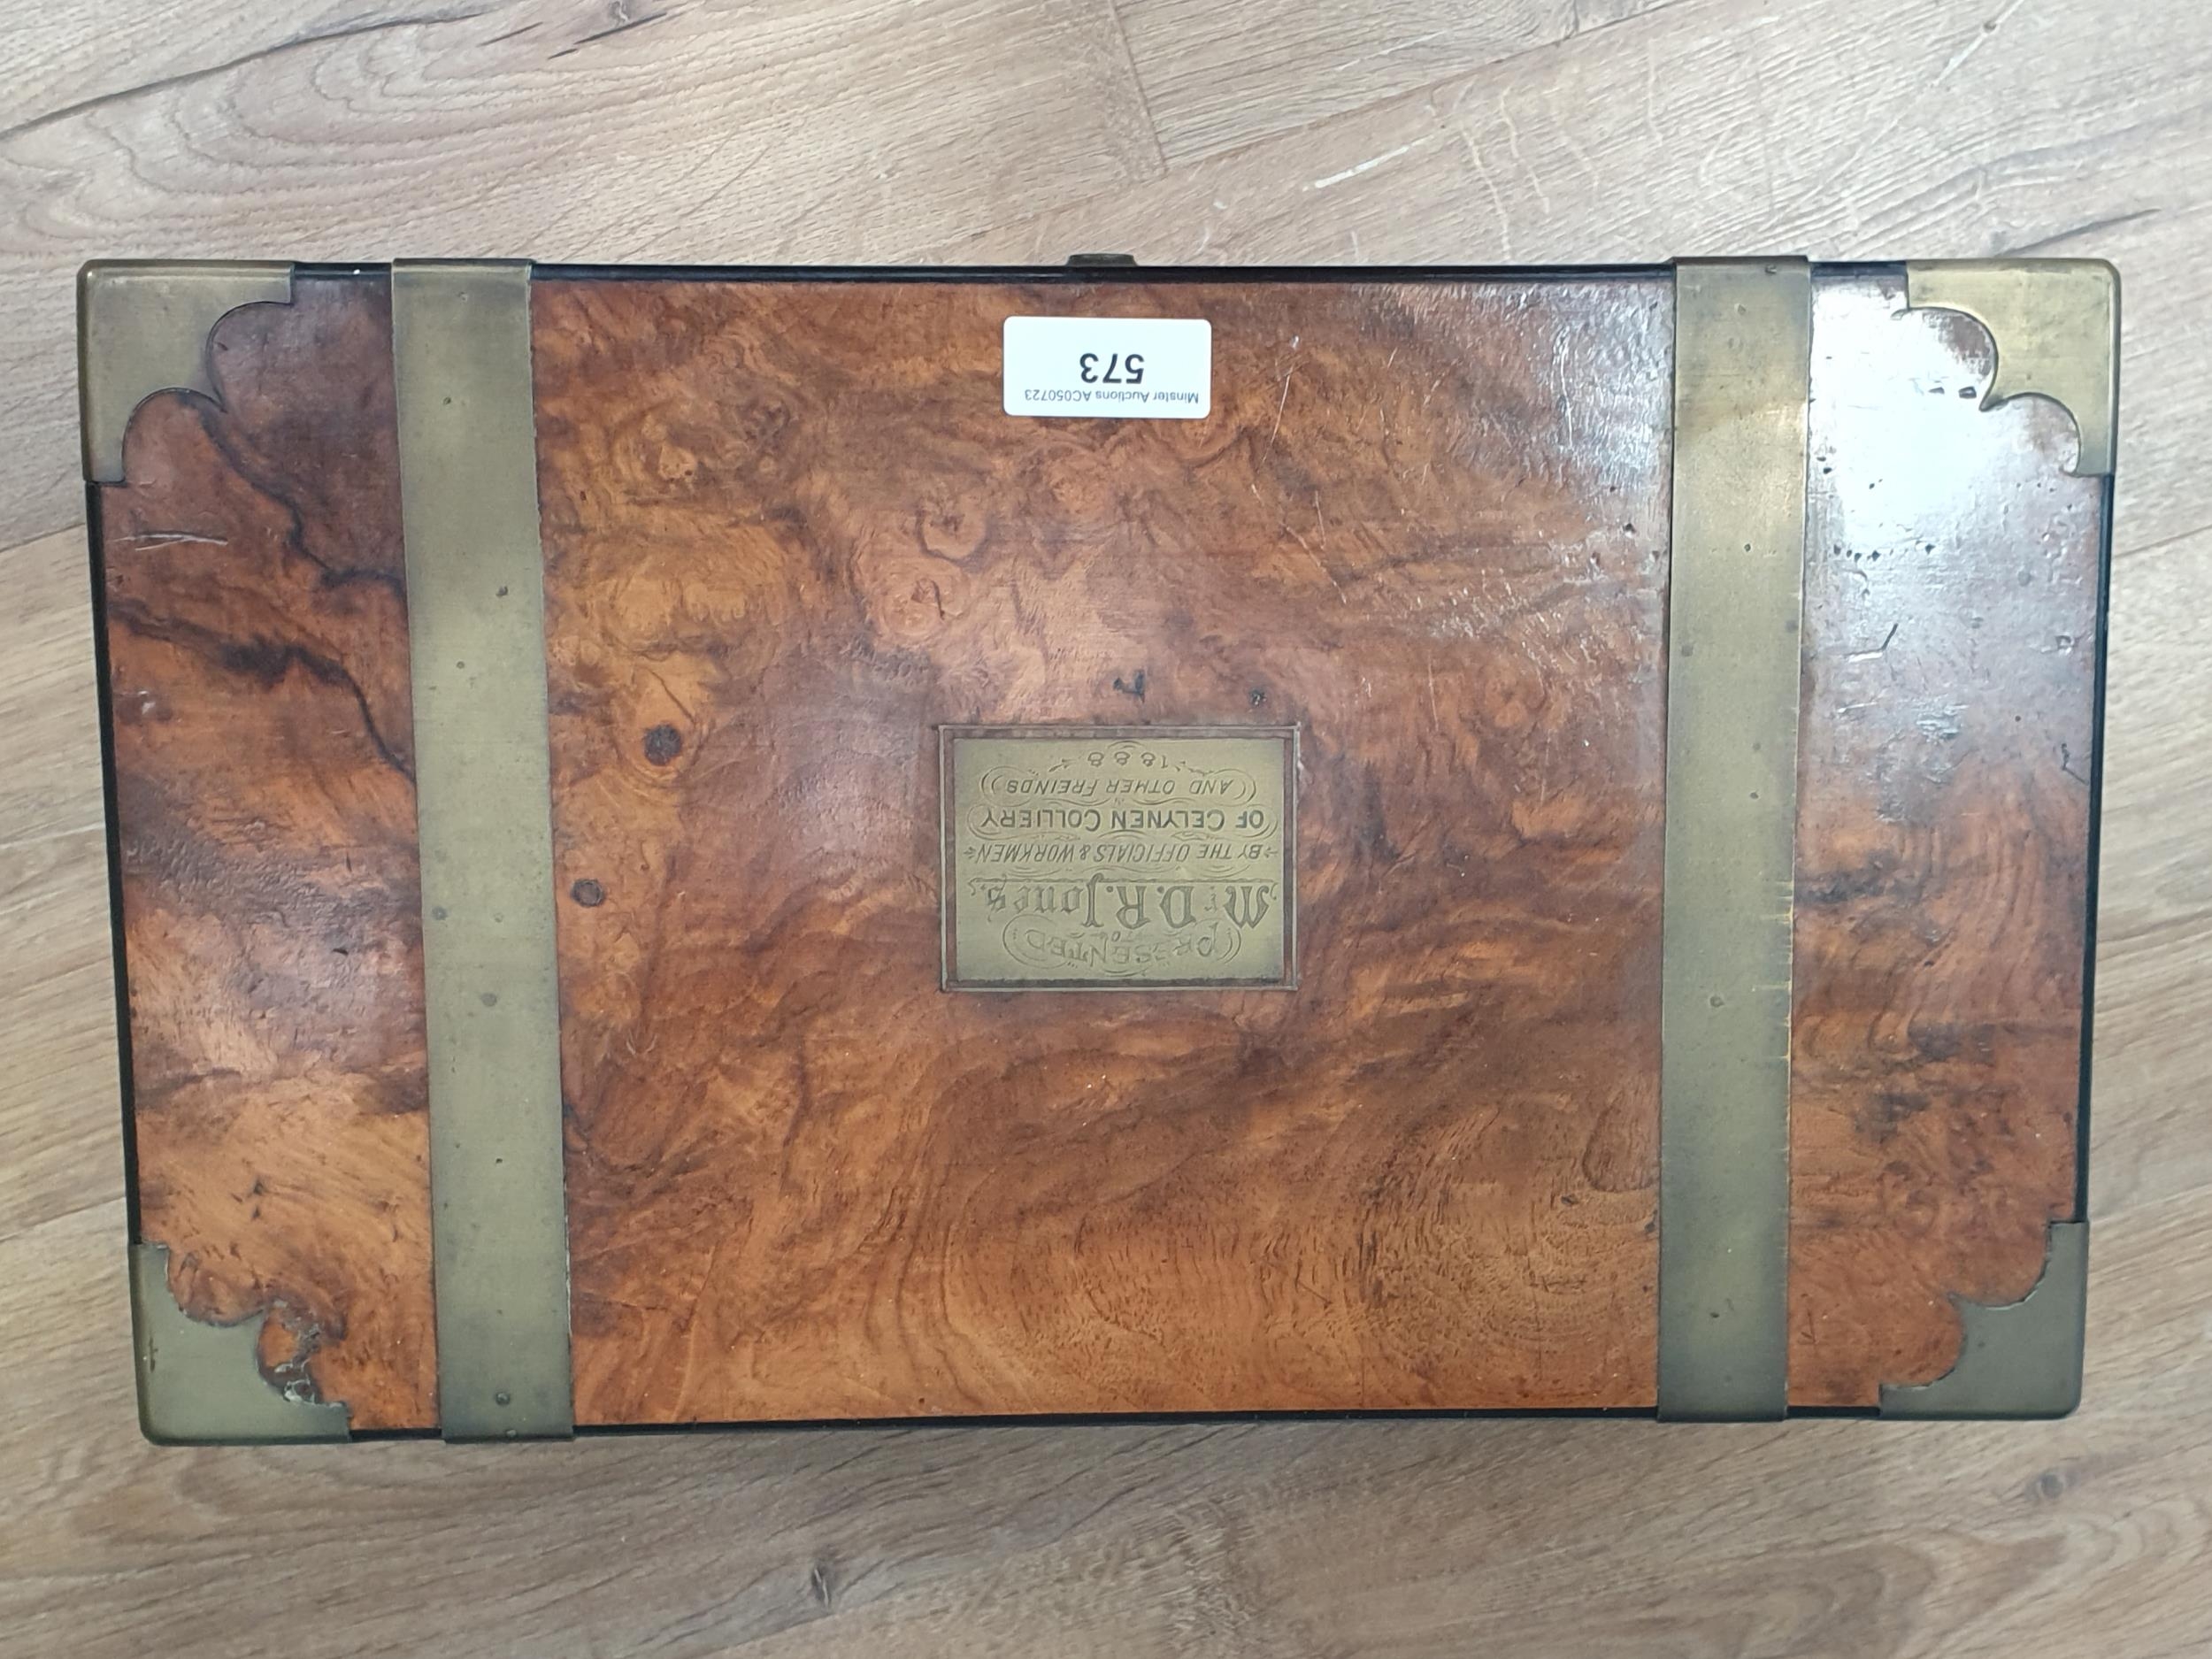 Minster Auctions AC050723
573
PRESENTED
TO
Mr D.R. Jones,
BY THE OFFICIALS & WORKMEN
OF CELYNEN COLLIERY
AND OTHER FREINDS
1888